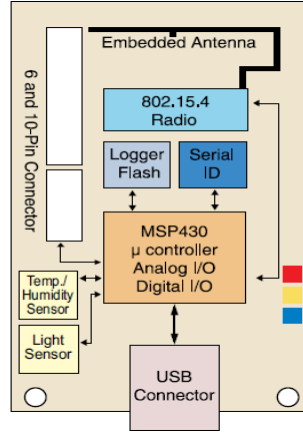 Embedded Antenna
6 and 10-Pin Connector
802.15.4
Radio
Logger
Flash
Serial
ID
MSP430
µ controller
Analog I/O
Digital I/O
Temp./
Humidity
Sensor
Light
Sensor
USB
Connector